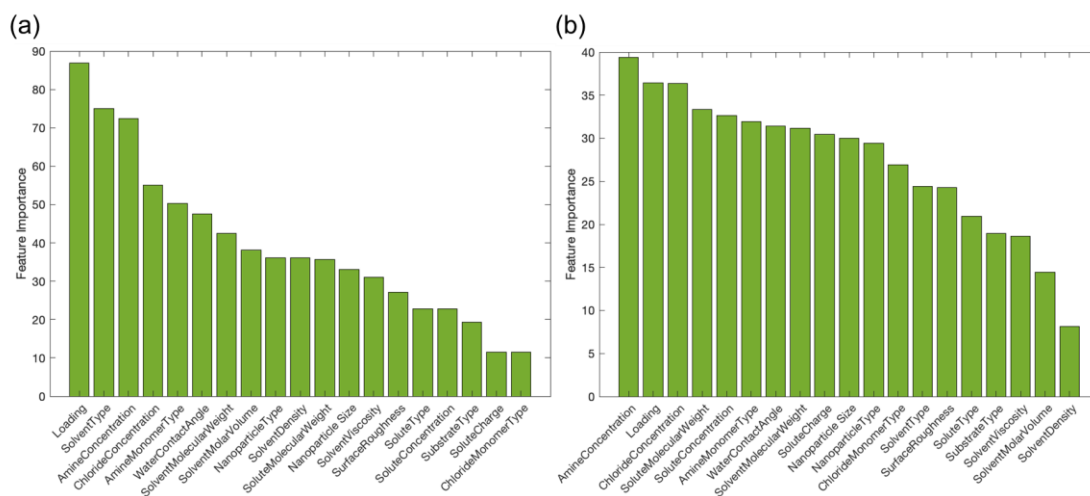 (a)
90
80
70
60
50
40
30
20
10
0
Feature Importance
Loading
SolventType
AmineConcentration
ChlorideConcentration
AmineMonomerType
WaterContactAngle
SolventMolecularWeight
SolventMolarVolume
NanoparticleType
SolventDensity
SoluteMolecularWeight
Nanoparticle Size
SolventViscosity
SurfaceRoughness
SoluteType
SoluteConcentration
SubstrateType
SoluteCharge
ChlorideMonomerType
(b)
40
35
30
25
20
15
10
5
0
Feature Importance
AmineConcentration
Loading
ChlorideConcentration
SoluteMolecularWeight
SoluteConcentration
AmineMonomerType
WaterContactAngle
SolventMolecularWeight
SoluteCharge
Nanoparticle Size
NanoparticleType
ChlorideMonomerType
SolventType
SurfaceRoughness
SoluteType
SubstrateType
SolventViscosity
SolventMolarVolume
SolventDensity